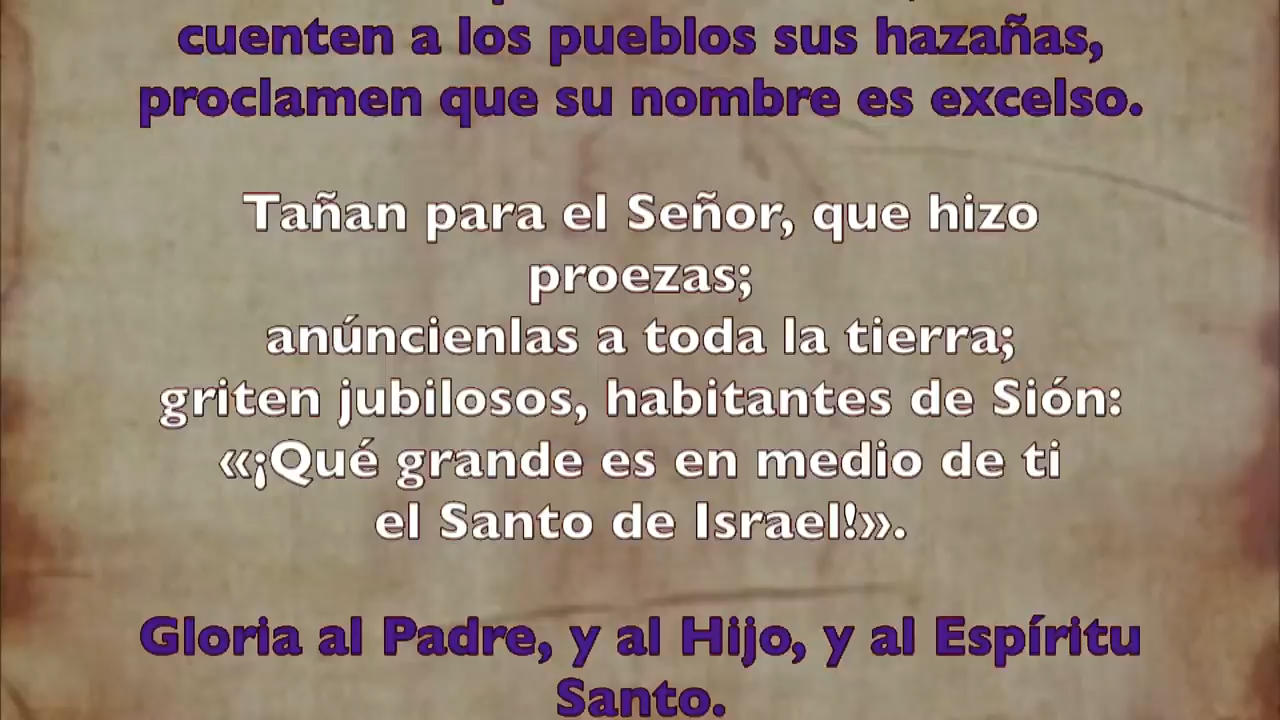 cuenten a los pueblos sus hazañas,
proclamen que su nombre es excelso.
Tañan para el Señor, que hizo
proezas;
anúncienlas a toda la tierra;
griten jubilosos, habitantes de Sión:
«¡Qué grande es en medio de ti
el Santo de Israel!».
Gloria al Padre, y al Hijo, y al Espíritu
Santo.